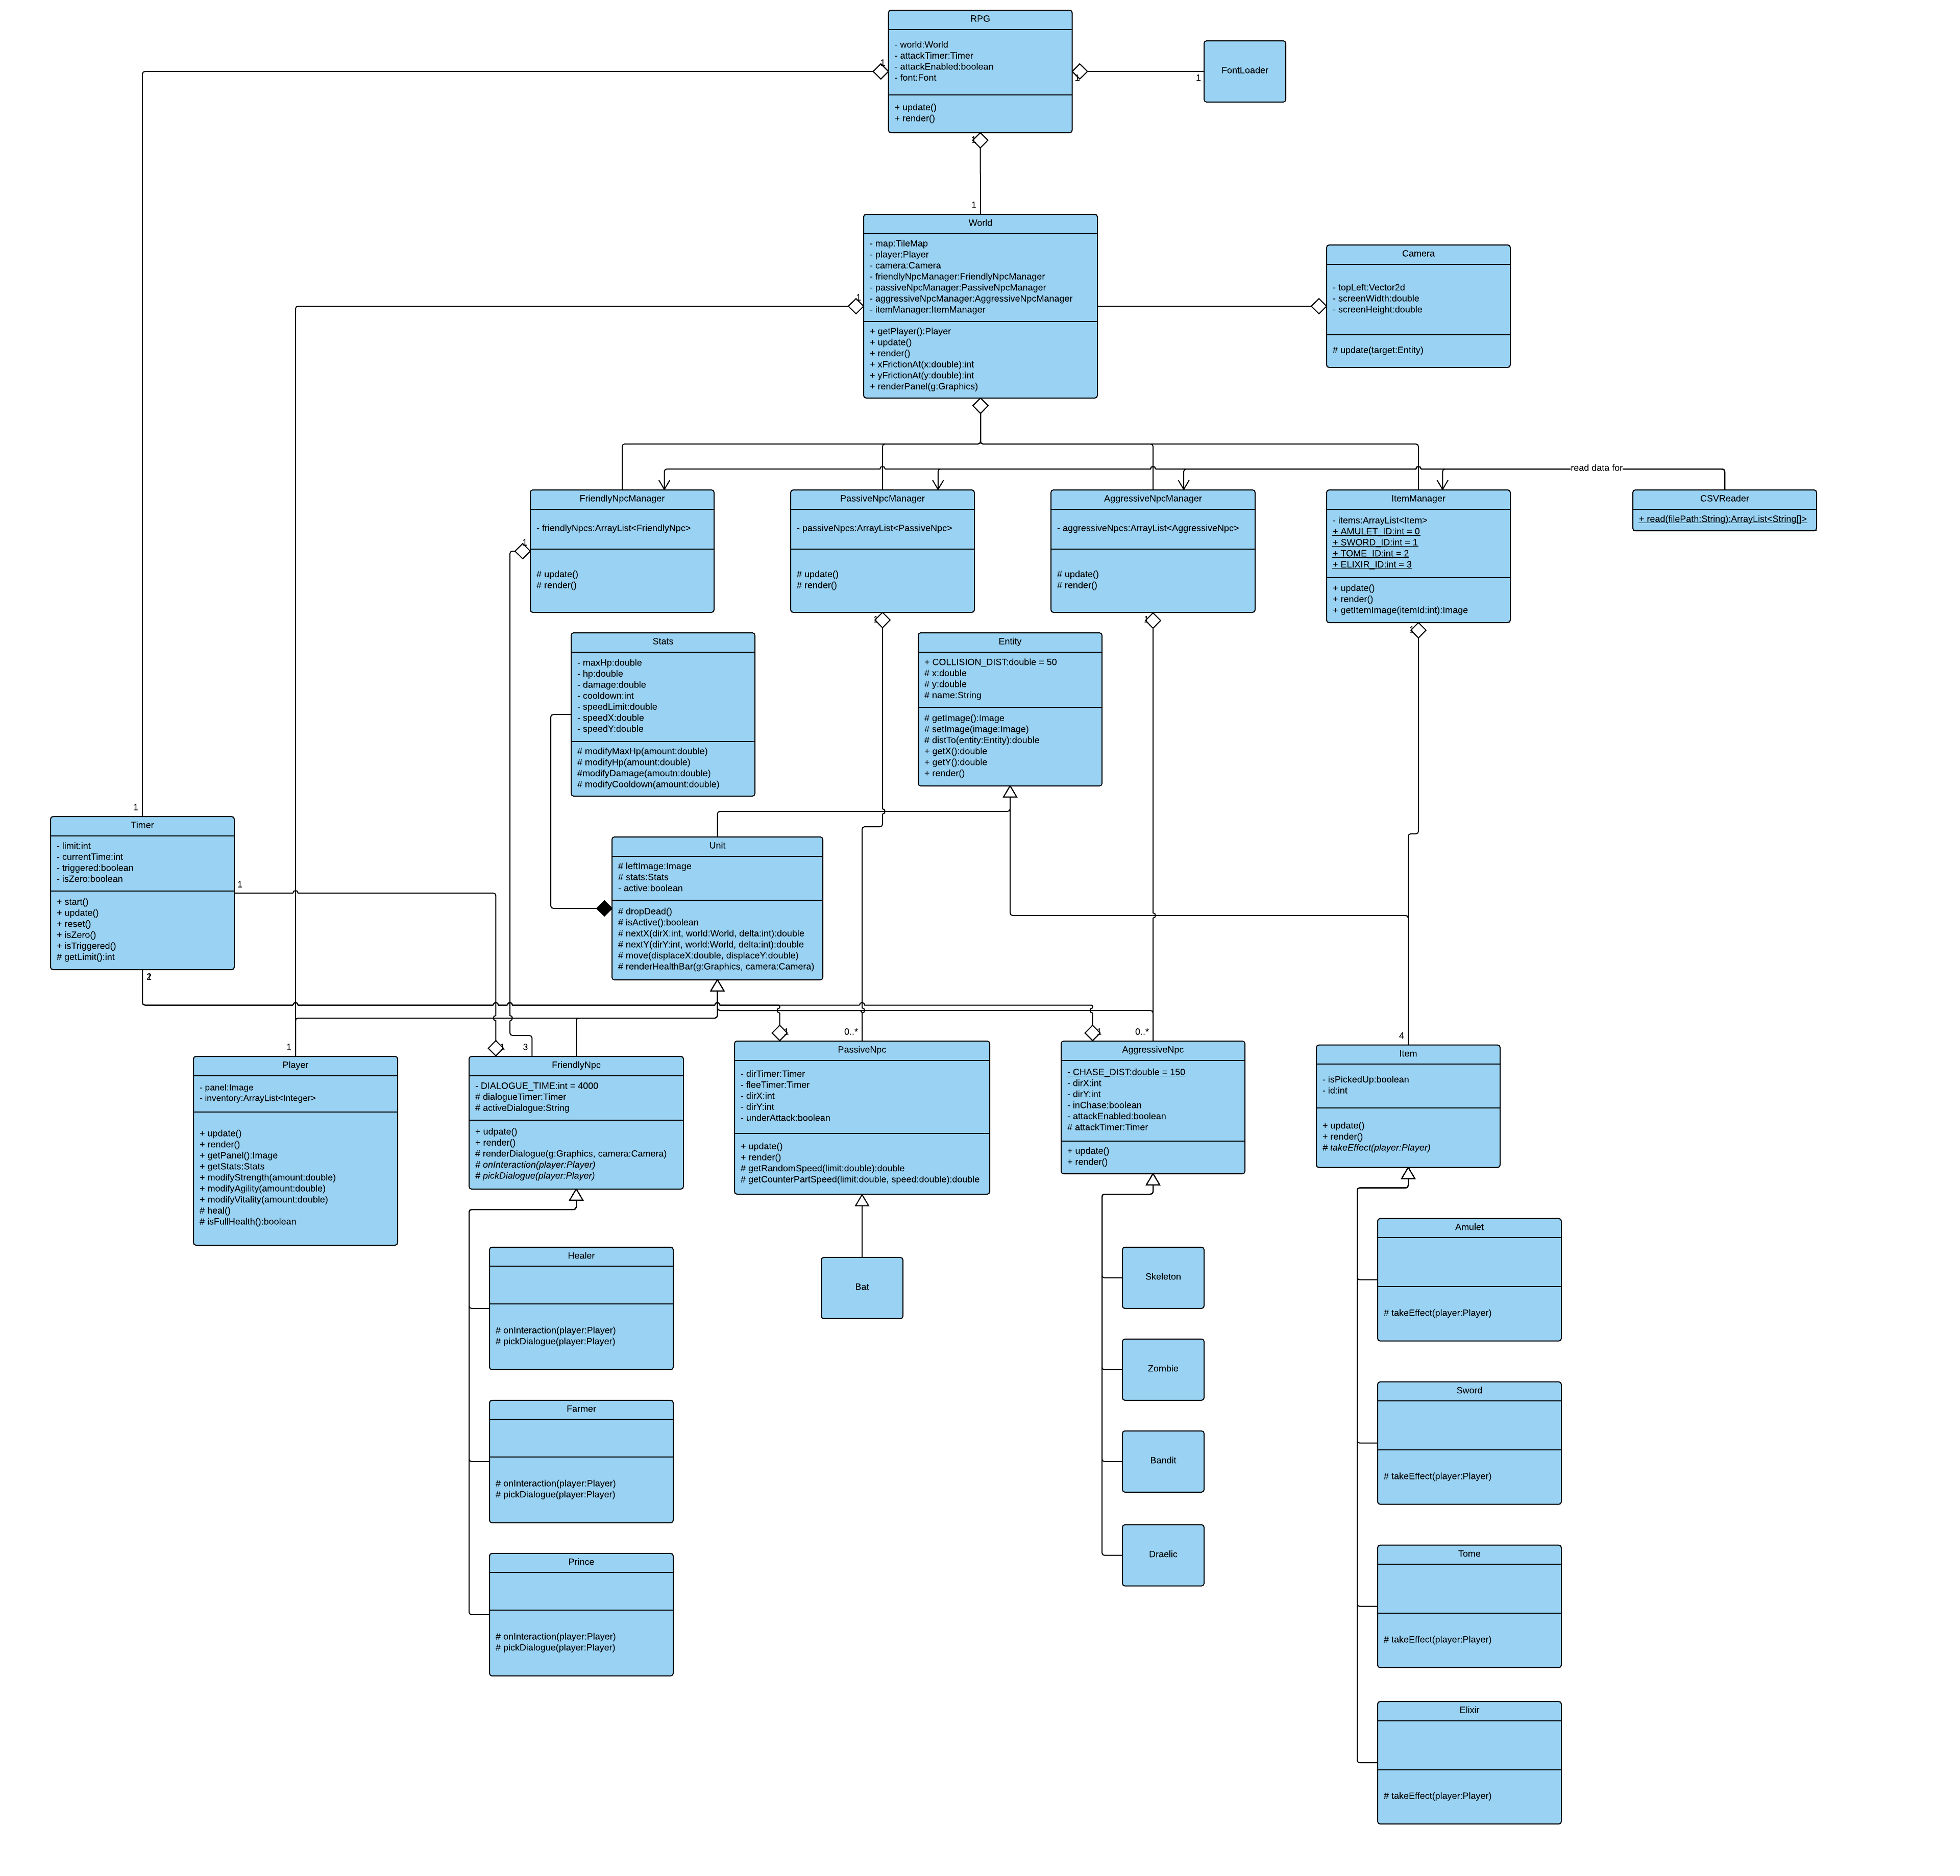 RPG
- world:World
- attackTimer:Timer
- attackEnabled:boolean
- font:Font
+ update()
+ render()
1
1
1
FontLoader
1
1
1
World
- map:TileMap
- player:Player
- camera:Camera
- friendlyNpcManager:FriendlyNpcManager
- passiveNpcManager:PassiveNpcManager
- aggressiveNpcManager:AggressiveNpcManager
- itemManager:ItemManager
+ getPlayer():Player
+ update()
+ render()
+ xFrictionAt(x:double):int
+ yFrictionAt(y:double):int
+ renderPanel(g:Graphics)
1
Camera
- topLeft:Vector2d
- screenWidth:double
- screenHeight:double
# update(target:Entity)
read data for
FriendlyNpcManager
- friendlyNpcs:ArrayList<FriendlyNpc>
# update()
# render()
1
PassiveNpcManager
- passiveNpcs:ArrayList<PassiveNpc>
# update()
# render()
1
AggressiveNpcManager
- aggressiveNpcs:ArrayList<AggressiveNpc>
# update()
# render()
1
ItemManager
- items:ArrayList<Item>
+ AMULET_ID:int = 0
+ SWORD_ID:int = 1
+ TOME_ID:int = 2
+ ELIXIR_ID:int = 3
+ update()
+ render()
+ getItemImage(itemId:int):Image
1
CSVReader
+ read(filePath:String):ArrayList<String[]>
Stats
- maxHp:double
- hp:double
- damage:double
- cooldown:int
- speedLimit:double
- speedX:double
- speedY:double
# modifyMaxHp(amount:double)
# modifyHp(amount:double)
#modifyDamage(amoutn:double)
# modifyCooldown(amount:double)
Entity
+ COLLISION_DIST:double = 50
# x:double
# y:double
# name:String
# getImage():Image
# setImage(image:Image)
# distTo(entity:Entity):double
+ getX():double
+ getY():double
+ render()
1
Timer
- limit:int
- currentTime:int
- triggered:boolean
- isZero:boolean
+ start()
+ update()
+ reset()
+ isZero()
+ isTriggered()
# getLimit():int
1
Unit
# leftImage:Image
# stats:Stats
- active:boolean
# dropDead()
# isActive():boolean
# nextX(dirX:int, world:World, delta:int):double
# nextY(dirY:int, world:World, delta:int):double
# move(displaceX:double, displaceY:double)
# renderHealthBar(g:Graphics, camera:Camera)
1
Player
- panel:Image
- inventory:ArrayList<Integer>
+ update()
+ render()
+ getPanel():Image
+ getStats:Stats
+ modifyStrength(amount:double)
+ modifyAgility(amount:double)
+ modifyVitality(amount:double)
# heal()
# isFullHealth():boolean
1
3
FriendlyNpc
- DIALOGUE_TIME:int = 4000
# dialogueTimer:Timer
# activeDialogue:String
+ udpate()
+ render()
# renderDialogue(g:Graphics, camera:Camera)
# onInteraction(player:Player)
# pickDialogue(player:Player)
1
0..*
PassiveNpc
- dirTimer:Timer
- fleeTimer:Timer
- dirX:int
- dirY:int
- underAttack:boolean
+ update()
+ render()
# getRandomSpeed(limit:double):double
# getCounterPartSpeed(limit:double, speed:double):double
1
0..*
AggressiveNpc
- CHASE_DIST:double = 150
- dirX:int
- dirY:int
- inChase:boolean
- attackEnabled:boolean
# attackTimer:Timer
+ update()
+ render()
4
Item
- isPickedUp:boolean
- id:int
+ update()
+ render()
# takeEffect(player:Player)
Healer
# onInteraction(player:Player)
# pickDialogue(player:Player)
Farmer
# onInteraction(player:Player)
# pickDialogue(player:Player)
Prince
# onInteraction(player:Player)
# pickDialogue(player:Player)
Bat
Skeleton
Zombie
Bandit
Draelic
Amulet
# takeEffect(player:Player)
Sword
# takeEffect(player:Player)
Tome
# takeEffect(player:Player)
Elixir
# takeEffect(player:Player)